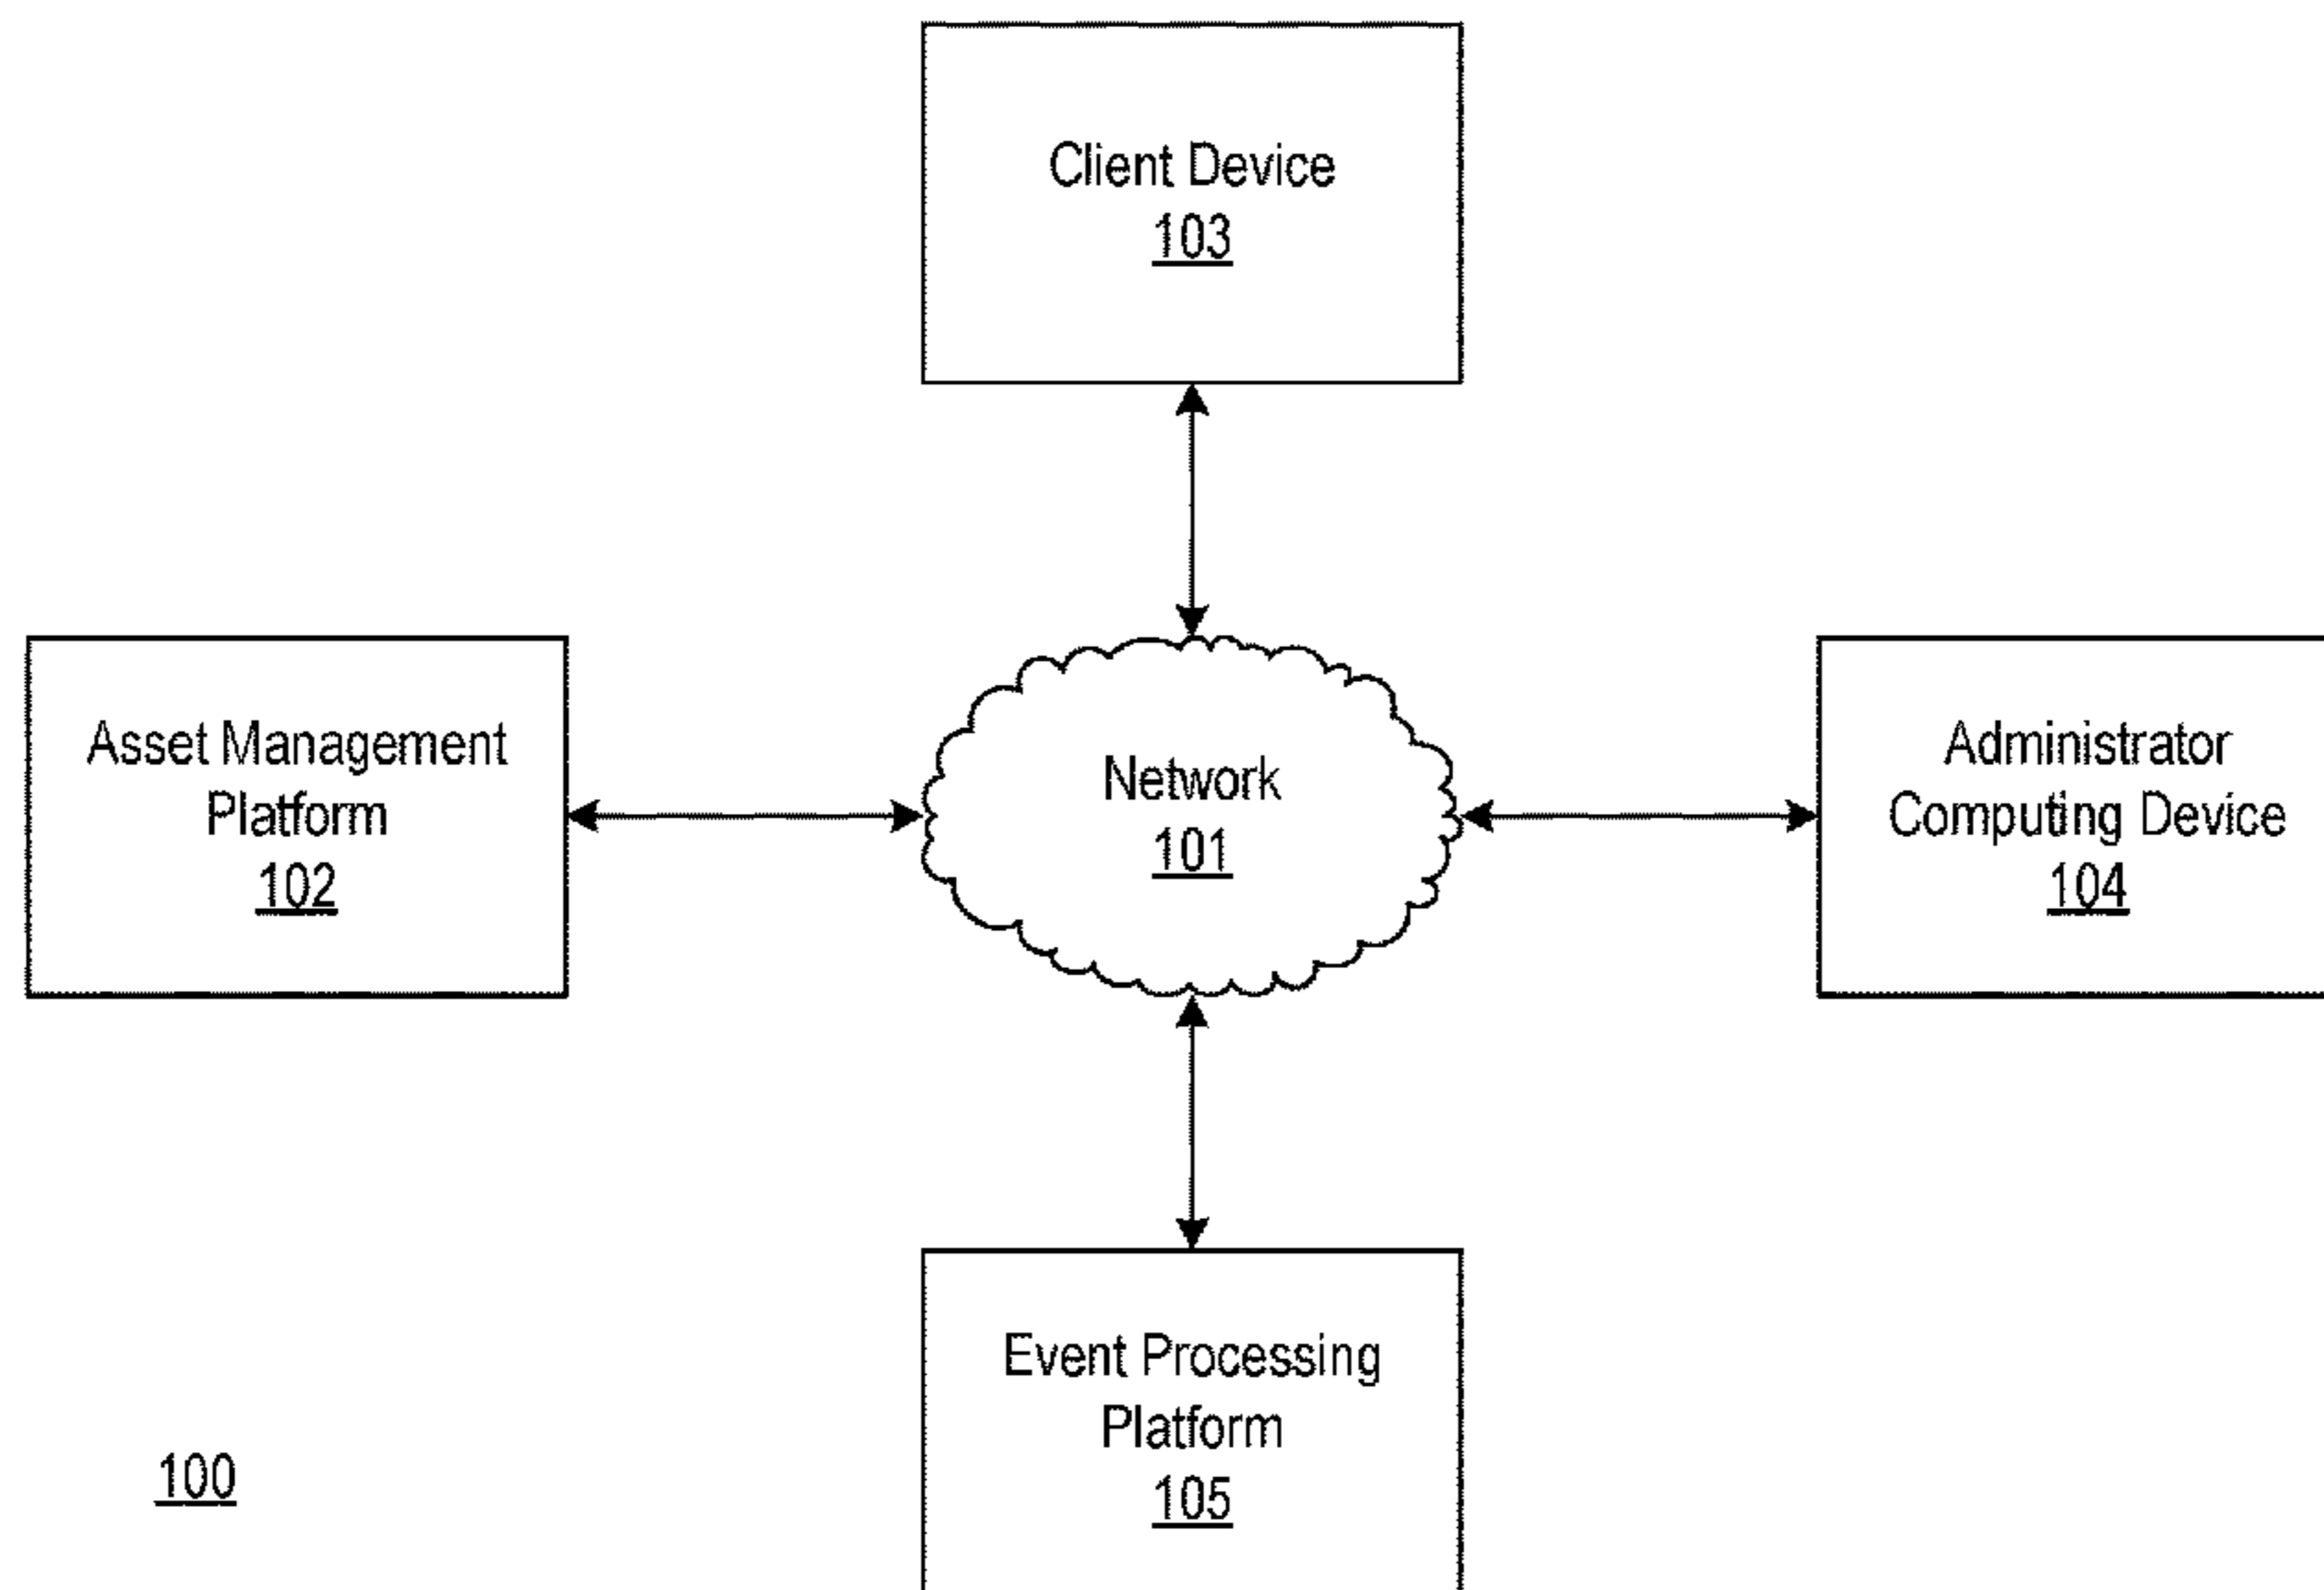 Client Device
103
Asset Management
Platform
102
Network
101
Administrator
Computing Device
104
Event Processing
Platform
105
100